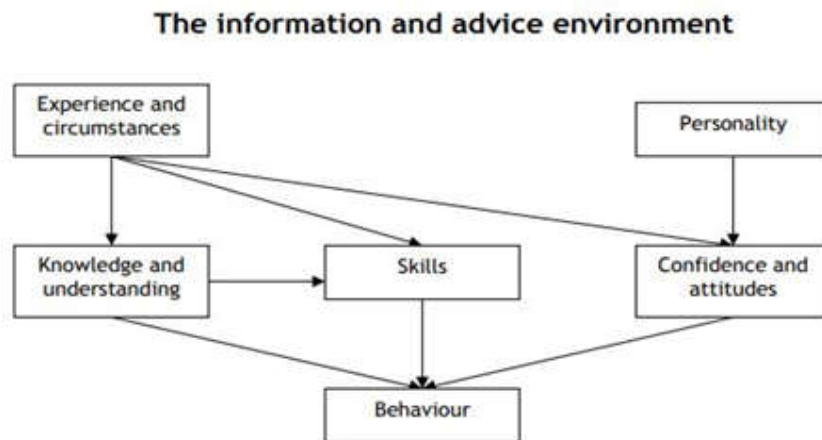 The information and advice environment
Experience and
circumstances
Personality
Knowledge and
understanding
Skills
Confidence and
attitudes
Behaviour